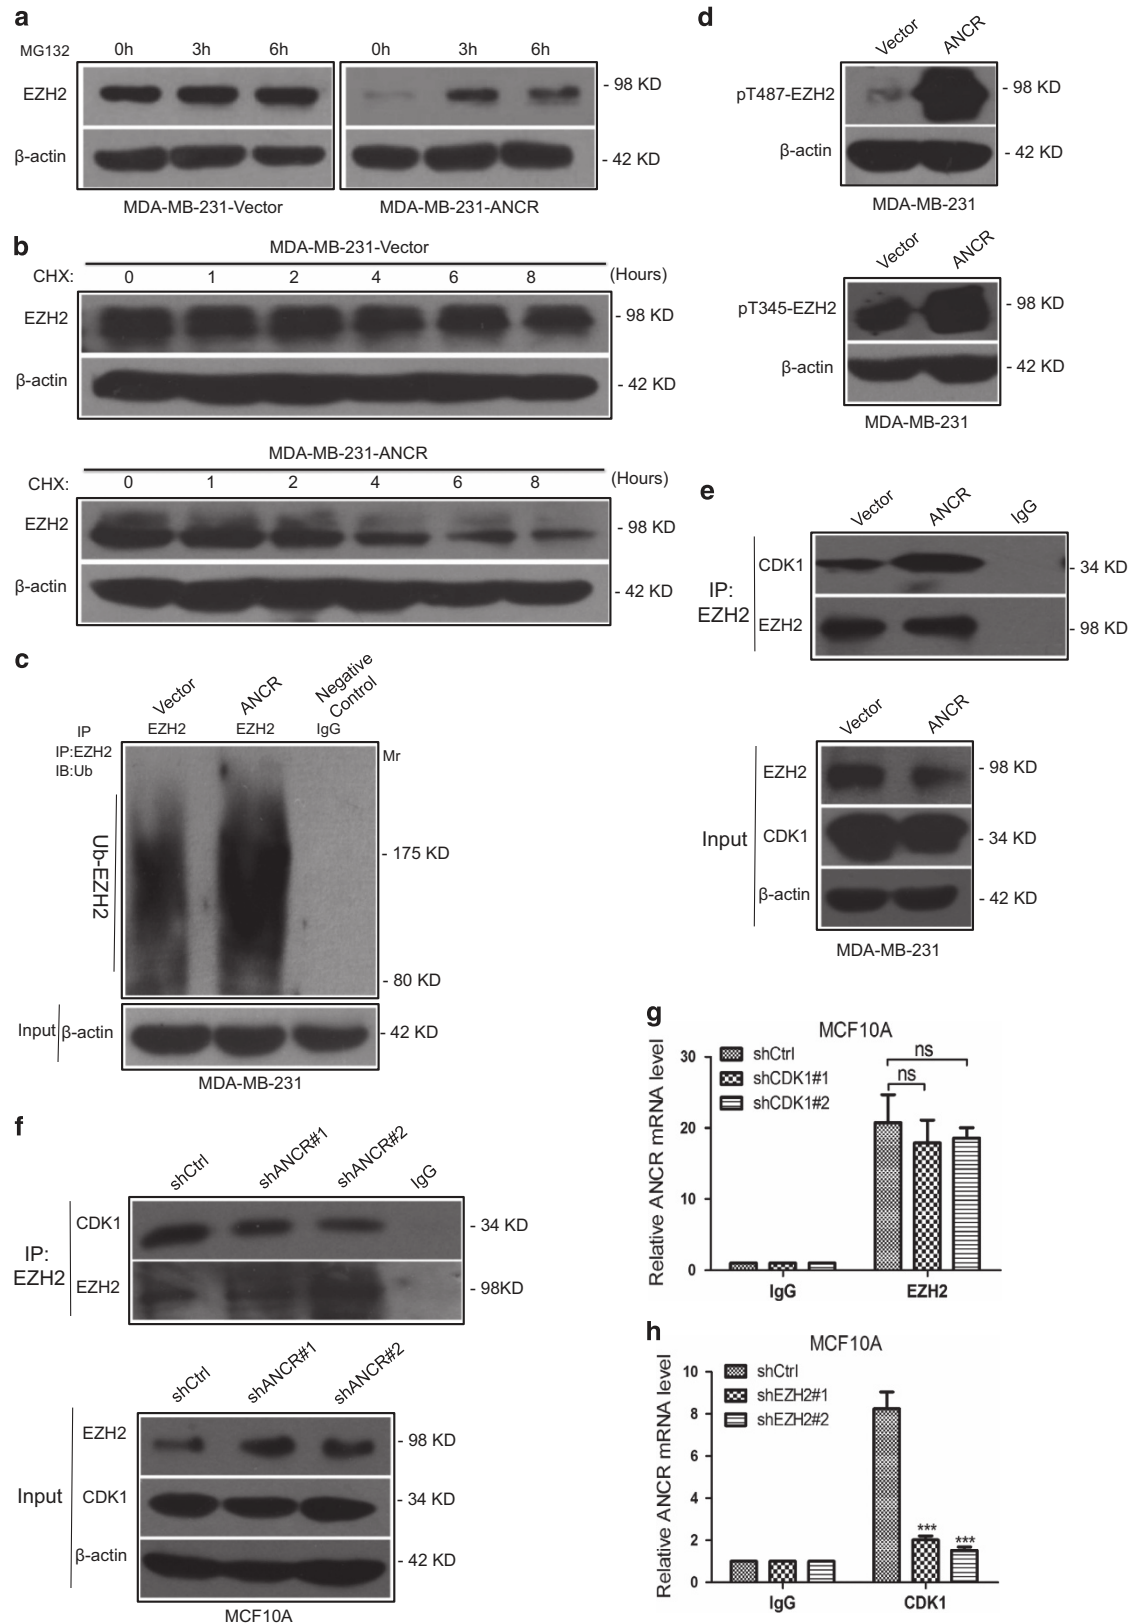 a
MG132 0h 3h 6h 0h 3h 6h
EZH2 - 98 KD
β-actin - 42 KD
MDA-MB-231-Vector MDA-MB-231-ANCR
b
MDA-MB-231-Vector
CHX: 0 1 2 4 6 8 (Hours)
EZH2 - 98 KD
β-actin - 42 KD
MDA-MB-231-ANCR
CHX: 0 1 2 4 6 8 (Hours)
EZH2 - 98 KD
β-actin - 42 KD
c
Vector ANCR Negative Control
IP EZH2 EZH2 IgG
IP:EZH2
IB:Ub
Mr
Ub-EZH2
- 175 KD
- 80 KD
Input β-actin - 42 KD
MDA-MB-231
d
Vector ANCR
pT487-EZH2 - 98 KD
β-actin - 42 KD
MDA-MB-231
Vector ANCR
pT345-EZH2 - 98 KD
β-actin - 42 KD
MDA-MB-231
e
Vector ANCR IgG
IP: EZH2
CDK1 - 34 KD
EZH2 - 98 KD
Vector ANCR
Input
EZH2 - 98 KD
CDK1 - 34 KD
β-actin - 42 KD
MDA-MB-231
f
shCtrl shANCR#1 shANCR#2 IgG
IP: EZH2
CDK1 - 34 KD
EZH2 - 98KD
shCtrl shANCR#1 shANCR#2
Input
EZH2 - 98 KD
CDK1 - 34 KD
β-actin - 42 KD
MCF10A
g
MCF10A
Relative ANCR mRNA level
30
20
10
0
shCtrl
shCDK1#1
shCDK1#2
ns
ns
IgG EZH2
h
MCF10A
Relative ANCR mRNA level
10
8
6
4
2
0
shCtrl
shEZH2#1
shEZH2#2
*** ***
IgG CDK1